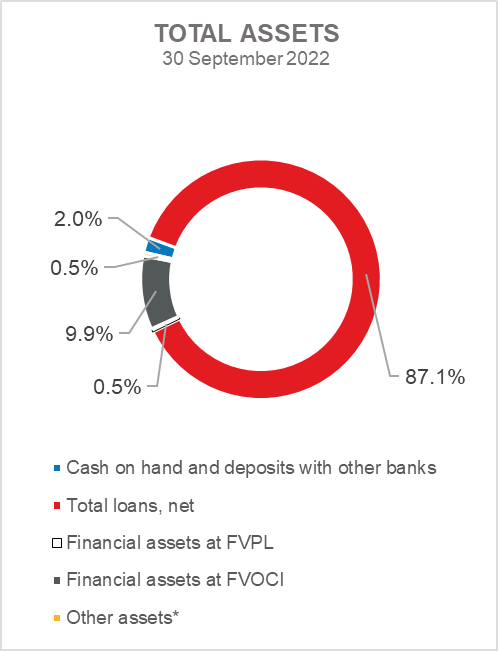 TOTAL ASSETS
30 September 2022
2.0%
0.5%
9.9%
0.5%
87.1%
Cash on hand and deposits with other banks
Total loans, net
Financial assets at FVPL
Financial assets at FVOCI
Other assets*